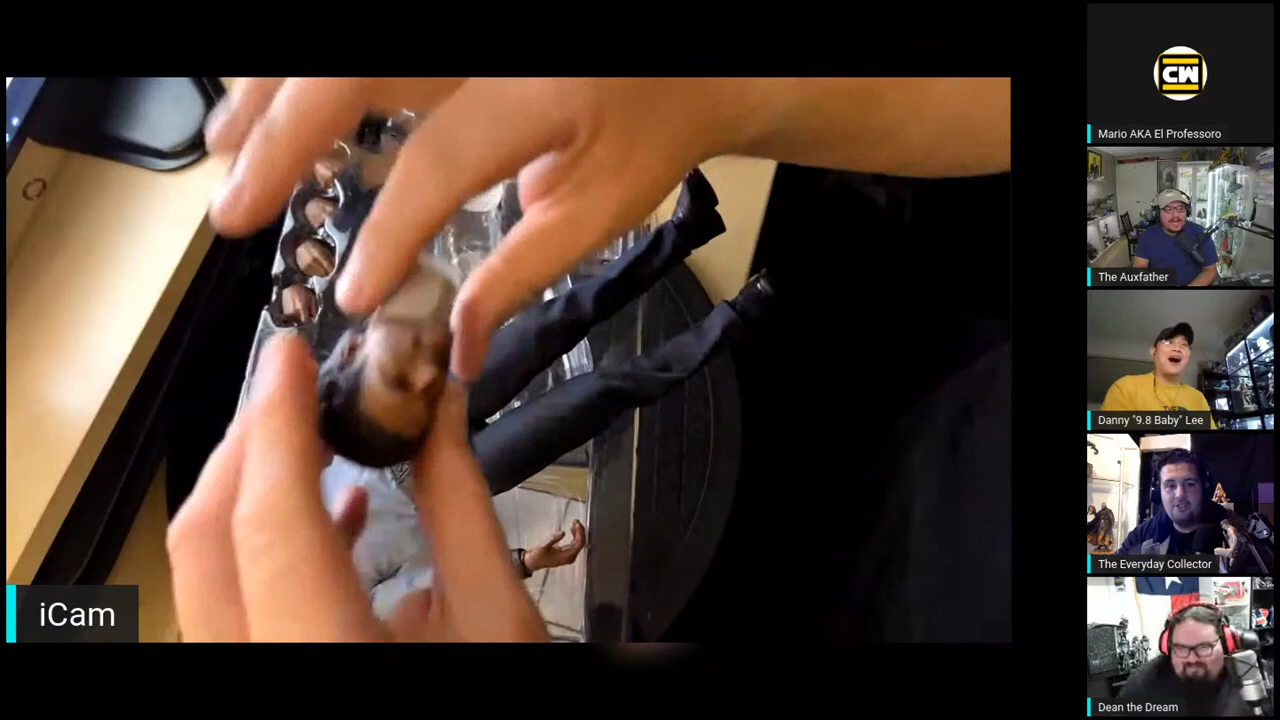 CW
Mario AKA El Professoro
The Auxfather
Danny "9.8 Baby" Lee
The Everyday Collector
Dean the Dream
iCam